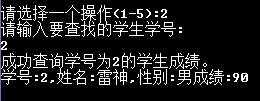 请选择一个操作(1-5):2
请输入要查找的学生学号:
2
成功查询学号为2的学生成绩。
学号:2,姓名:雷神,性别:男成绩:90